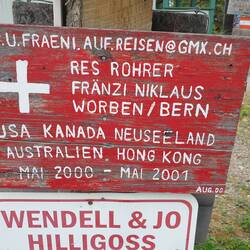 .U.FRAENI.AUF.REISEN@GMX.CH
RES ROHRER
FRÄNZI NIKLAUS
WORBEN/BERN
USA KANADA NEUSEELAND
AUSTRALIEN, HONG KONG
MAI 2000 - MAI 2001
AUG. 00
WENDELL & JO
HILLIGOSS